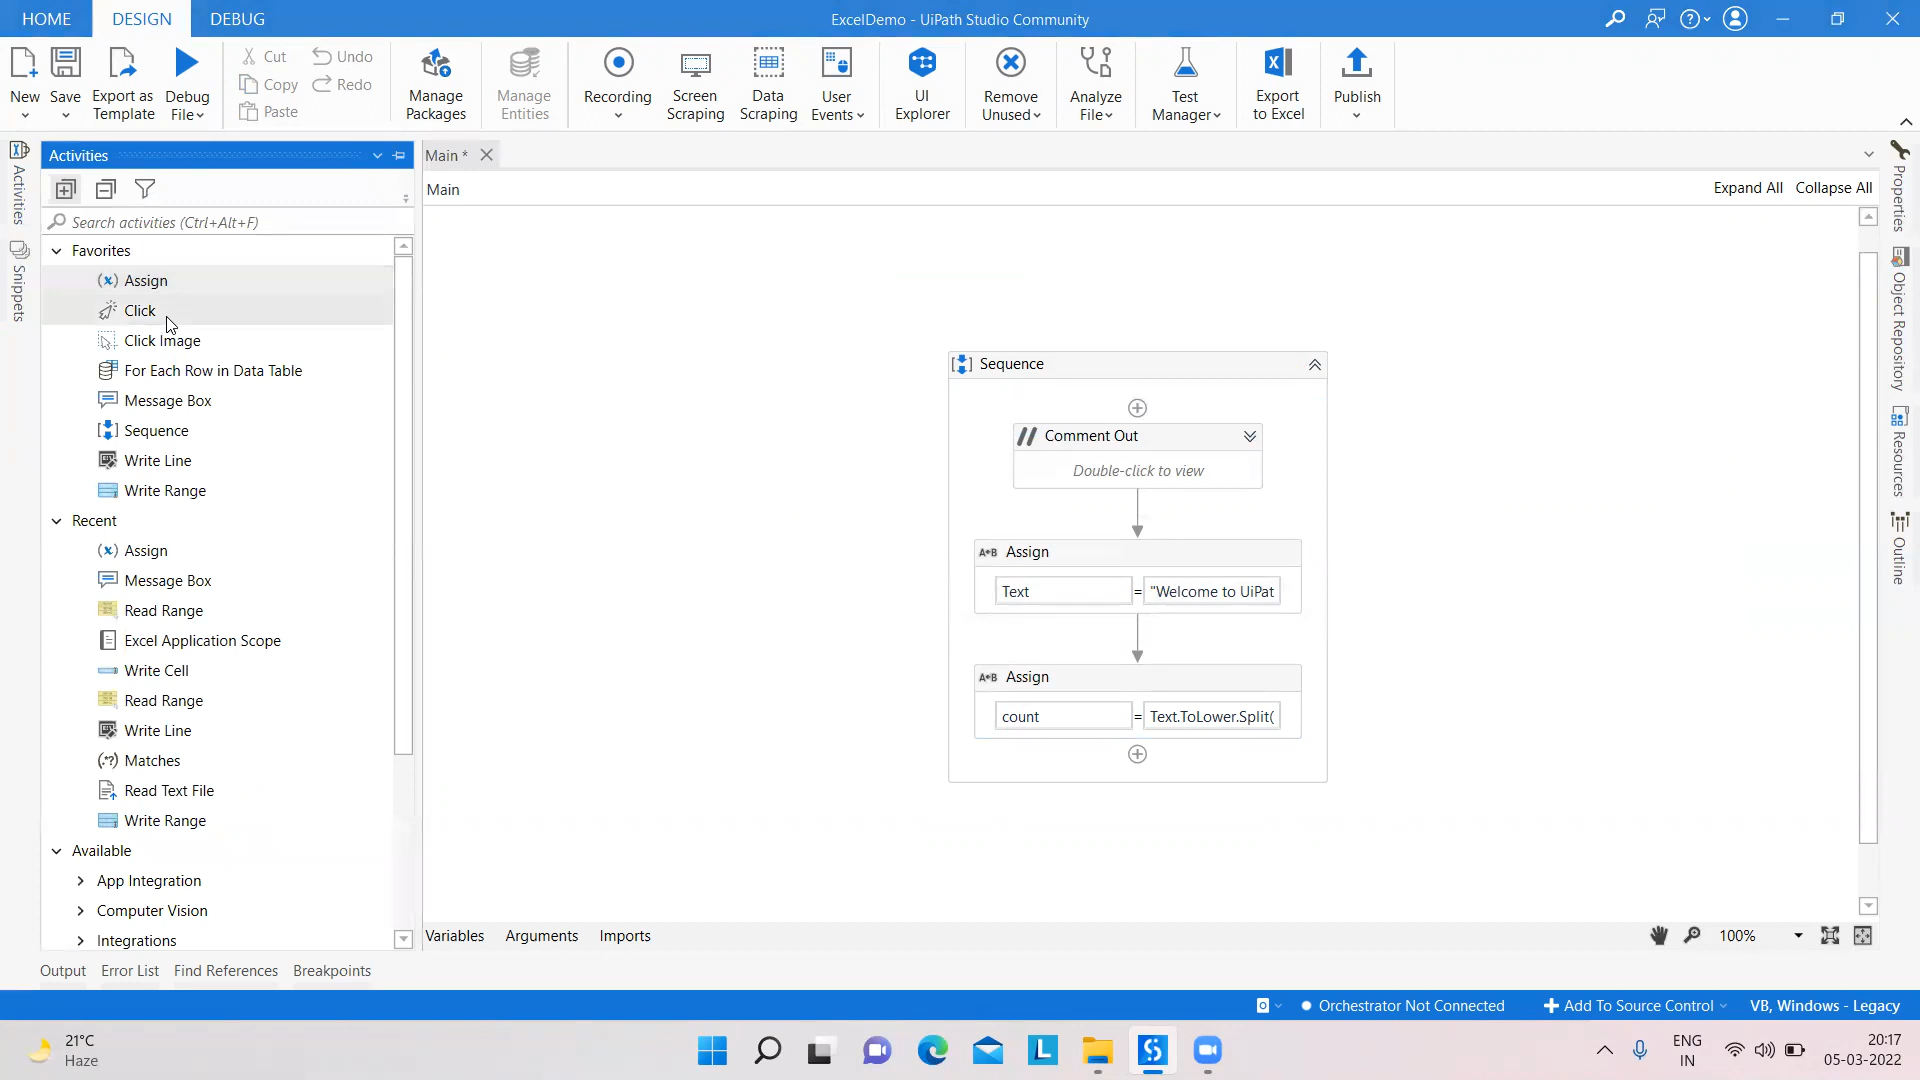 HOME DESIGN DEBUG
ExcelDemo - UiPath Studio Community
New
Save
Export as Template
Debug File
Cut
Copy
Paste
Undo
Redo
Manage Packages
Manage Entities
Recording
Screen Scraping
Data Scraping
User Events
UI Explorer
Remove Unused
Analyze File
Test Manager
Export to Excel
Publish
Activities
Snippets
Activities
Search activities (Ctrl+Alt+F)
Favorites
Assign
Click
Click Image
For Each Row in Data Table
Message Box
Sequence
Write Line
Write Range
Recent
Assign
Message Box
Read Range
Excel Application Scope
Write Cell
Read Range
Write Line
Matches
Read Text File
Write Range
Available
App Integration
Computer Vision
Integrations
Main *
Main
Expand All Collapse All
Sequence
// Comment Out
Double-click to view
A*B Assign
Text = "Welcome to UiPat
A*B Assign
count = Text.ToLower.Split(
Properties
Object Repository
Resources
Outline
Variables Arguments Imports
100%
Output Error List Find References Breakpoints
Orchestrator Not Connected
Add To Source Control
VB, Windows - Legacy
21°C
Haze
ENG
IN
20:17
05-03-2022